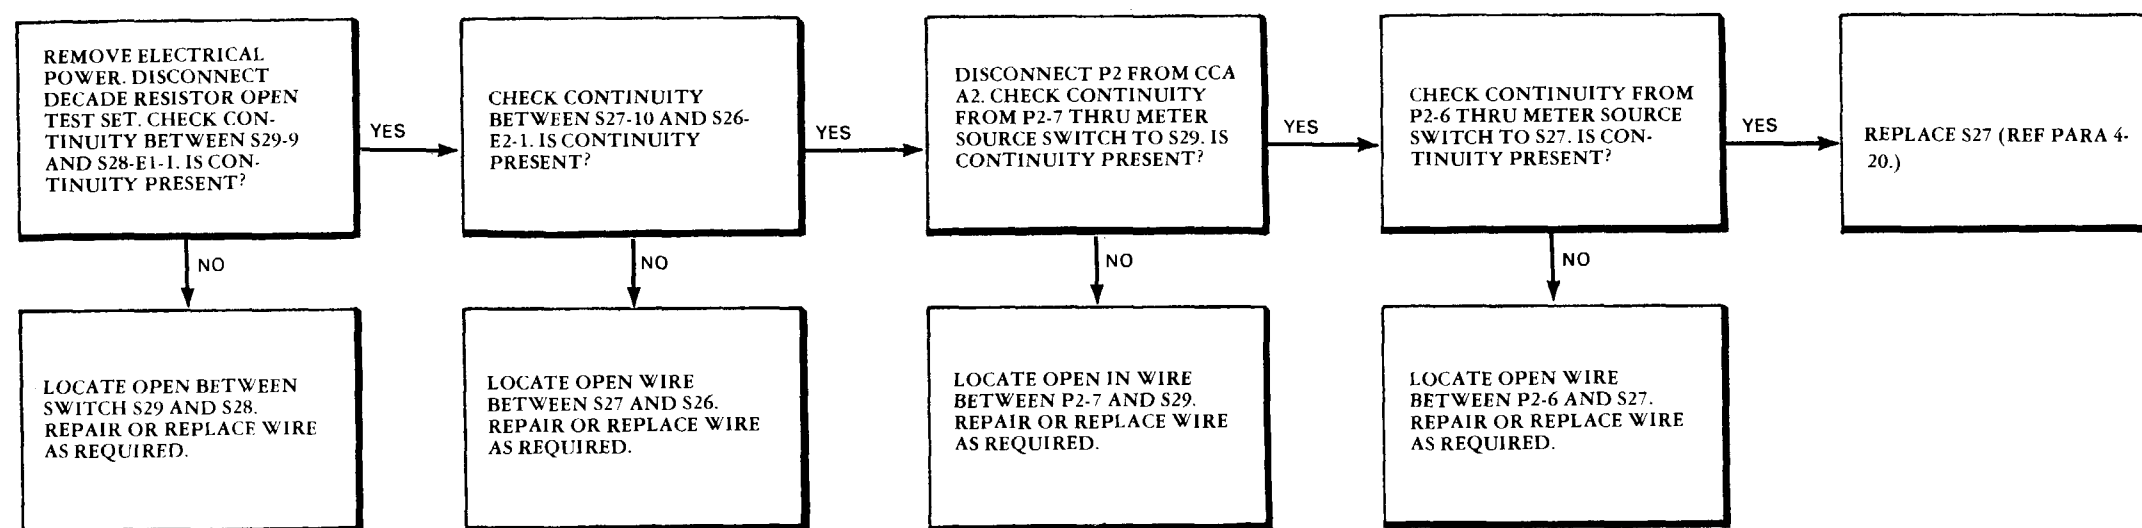 REMOVE ELECTRICAL
POWER. DISCONNECT
DECADE RESISTOR OPEN
TEST SET. CHECK CON-
TINUITY BETWEEN S29-9
AND S28-E1-1. IS CON-
TINUITY PRESENT?
YES
CHECK CONTINUITY
BETWEEN S27-10 AND S26-
E2-1. IS CONTINUITY
PRESENT?
YES
DISCONNECT P2 FROM CCA
A2. CHECK CONTINUITY
FROM P2-7 THRU METER
SOURCE SWITCH TO S29. IS
CONTINUITY PRESENT?
YES
CHECK CONTINUITY FROM
P2-6 THRU METER SOURCE
SWITCH TO S27. IS CON-
TINUITY PRESENT?
YES
REPLACE S27 (REF PARA 4-
20.)
NO
NO
NO
NO
LOCATE OPEN BETWEEN
SWITCH S29 AND S28.
REPAIR OR REPLACE WIRE
AS REQUIRED.
LOCATE OPEN WIRE
BETWEEN S27 AND S26.
REPAIR OR REPLACE WIRE
AS REQUIRED.
LOCATE OPEN IN WIRE
BETWEEN P2-7 AND S29.
REPAIR OR REPLACE WIRE
AS REQUIRED.
LOCATE OPEN WIRE
BETWEEN P2-6 AND S27.
REPAIR OR REPLACE WIRE
AS REQUIRED.